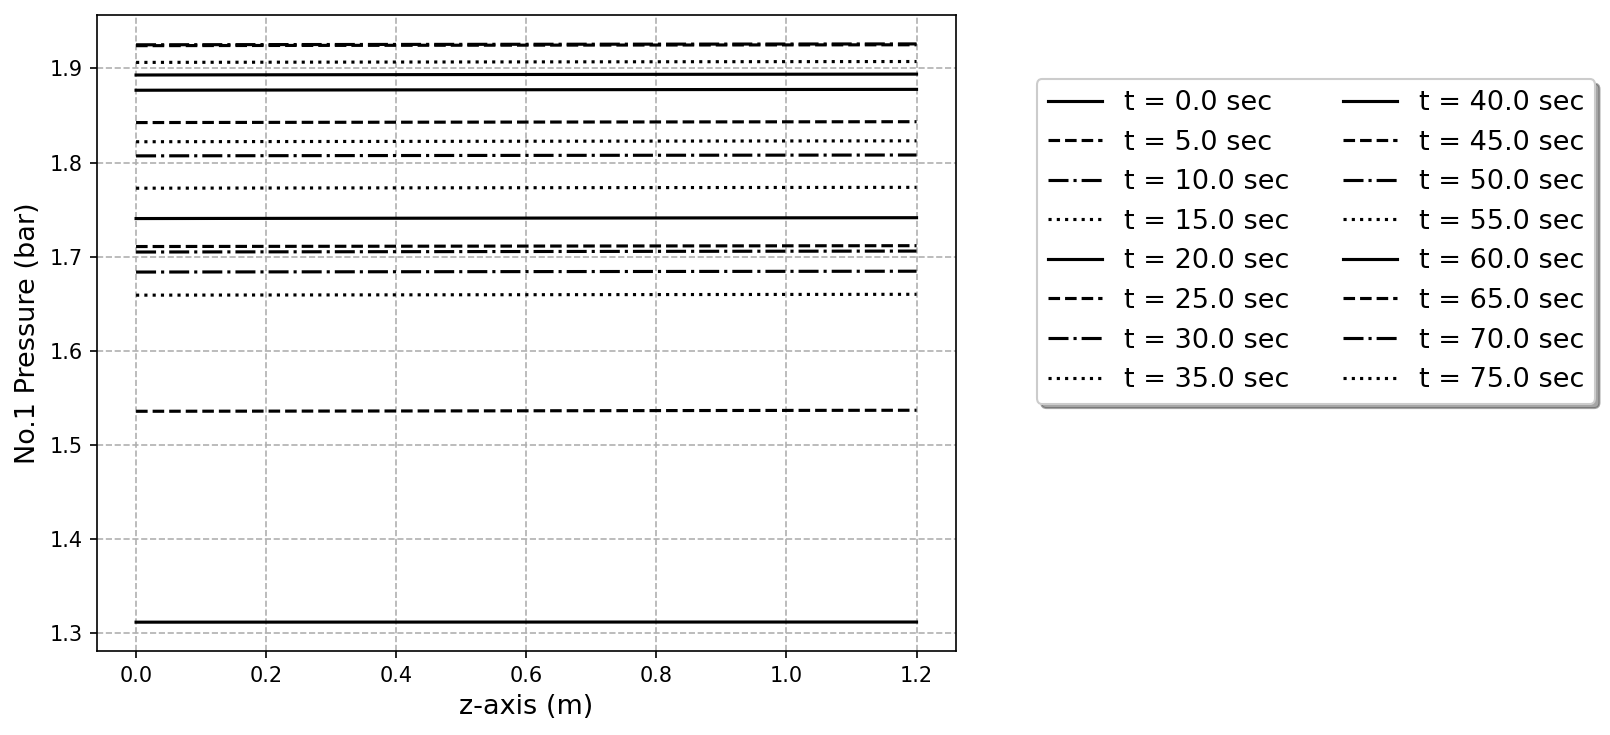 1.9
1.8
1.7
1.6
1.5
1.4
1.3
No.1 Pressure (bar)
0.0 0.2 0.4 0.6 0.8 1.0 1.2
z-axis (m)
t = 0.0 sec
t = 5.0 sec
t = 10.0 sec
t = 15.0 sec
t = 20.0 sec
t = 25.0 sec
t = 30.0 sec
t = 35.0 sec
t = 40.0 sec
t = 45.0 sec
t = 50.0 sec
t = 55.0 sec
t = 60.0 sec
t = 65.0 sec
t = 70.0 sec
t = 75.0 sec